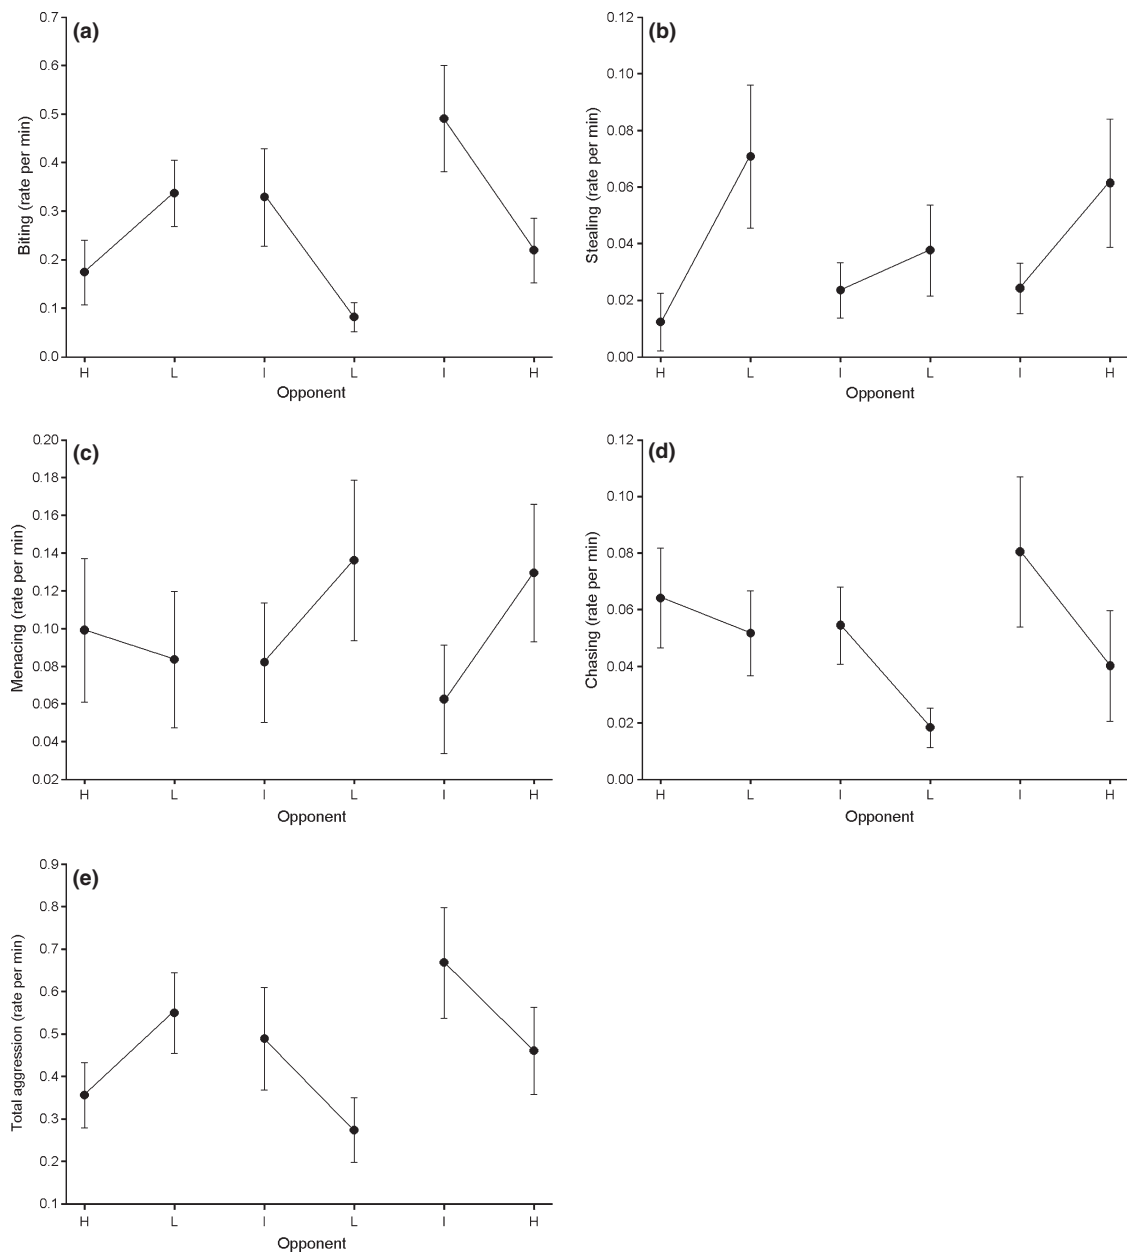 (a)
Biting (rate per min)
0.7
0.6
0.5
0.4
0.3
0.2
0.1
0.0
H L I L I H
Opponent
(b)
Stealing (rate per min)
0.12
0.10
0.08
0.06
0.04
0.02
0.00
H L I L I H
Opponent
(c)
Menacing (rate per min)
0.20
0.18
0.16
0.14
0.12
0.10
0.08
0.06
0.04
0.02
H L I L I H
Opponent
(d)
Chasing (rate per min)
0.12
0.10
0.08
0.06
0.04
0.02
0.00
H L I L I H
Opponent
(e)
Total aggression (rate per min)
0.9
0.8
0.7
0.6
0.5
0.4
0.3
0.2
0.1
H L I L I H
Opponent